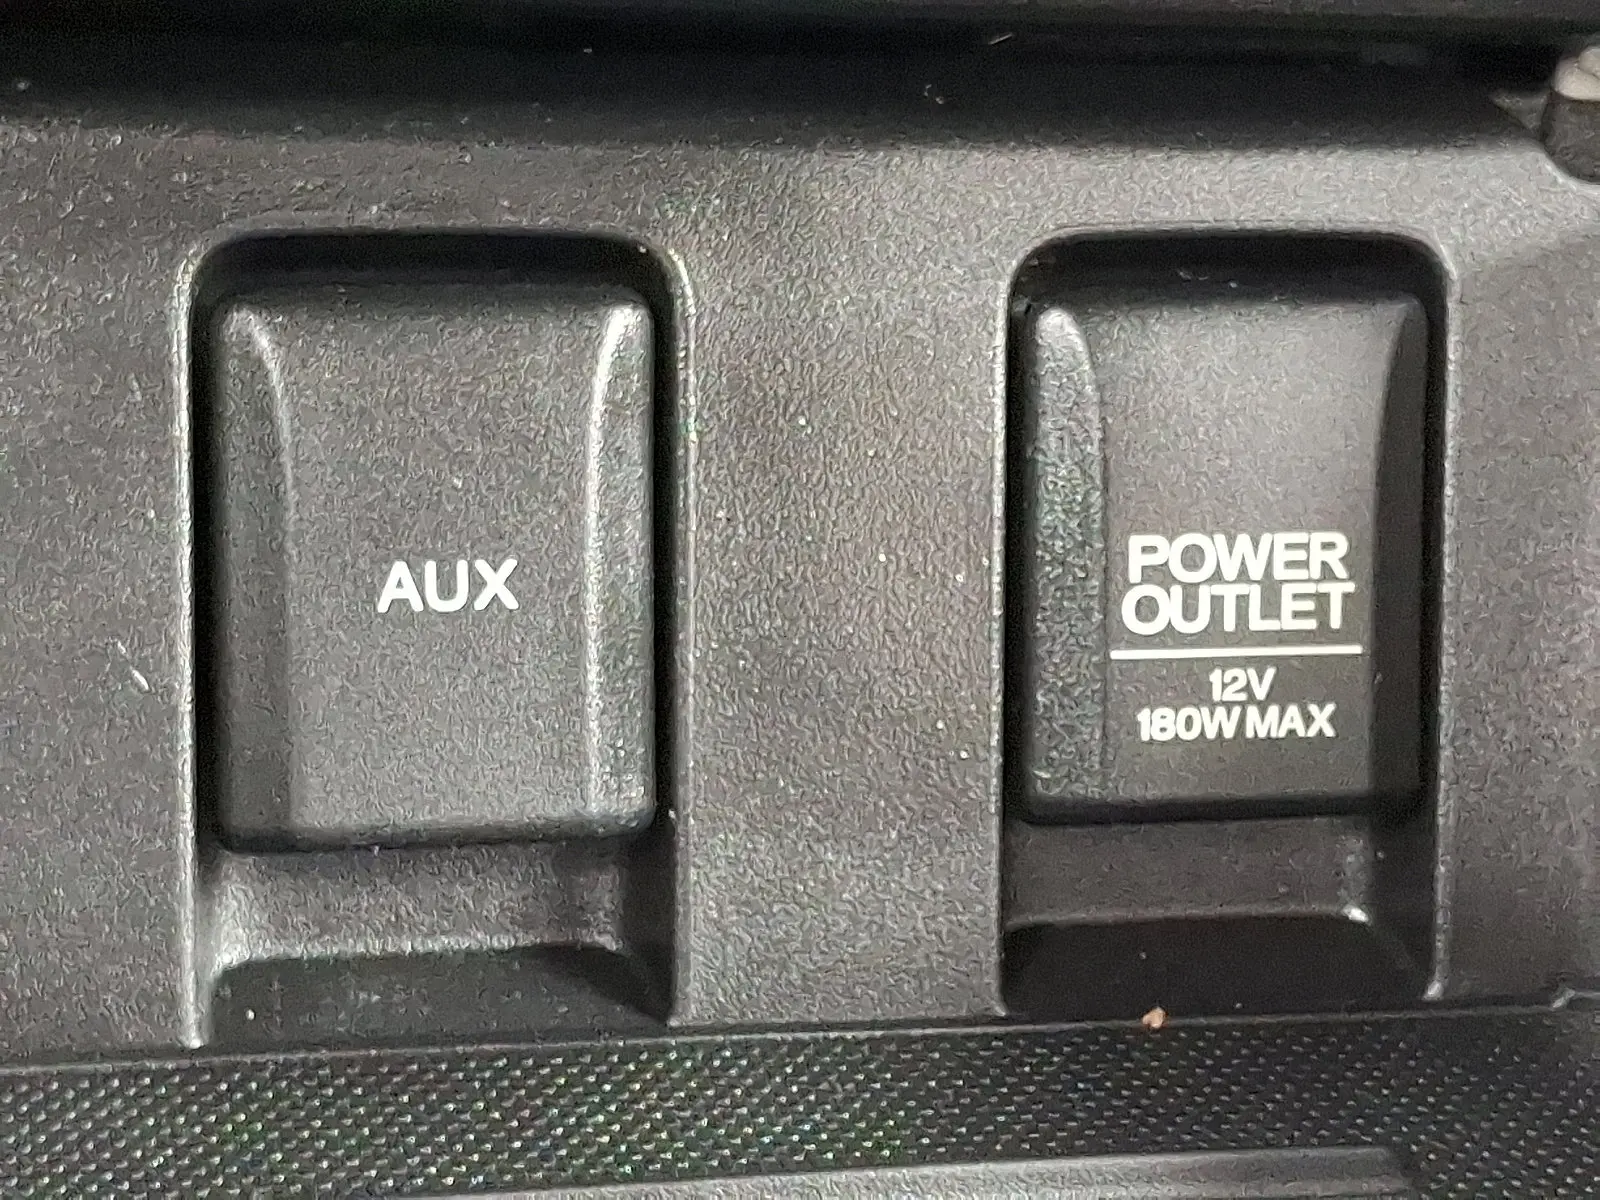 AUX
POWER
OUTLET
12V
180W MAX